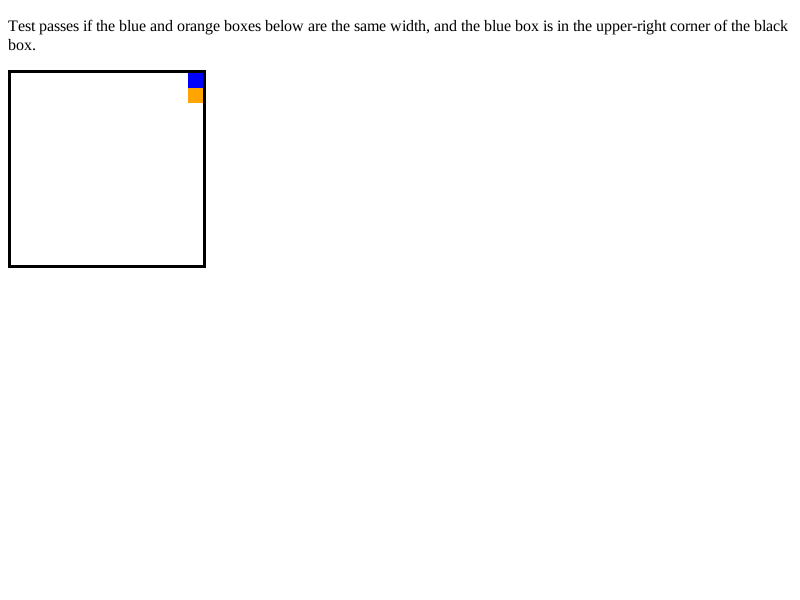 Test passes if the blue and orange boxes below are the same width, and the blue box is in the upper-right corner of the black
box.